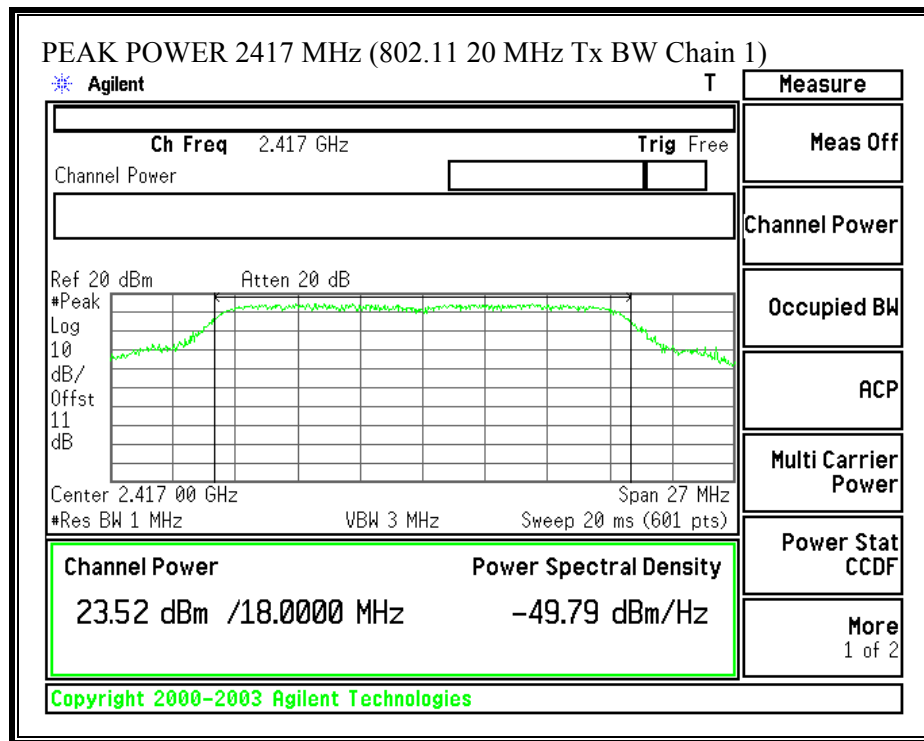 PEAK POWER 2417 MHz (802.11 20 MHz Tx BW Chain 1)
Agilent T
Ch Freq 2.417 GHz Trig Free
Channel Power
Ref 20 dBm Atten 20 dB
#Peak
Log
10
dB/
Offst
11
dB
Center 2.417 00 GHz Span 27 MHz
#Res BW 1 MHz VBW 3 MHz Sweep 20 ms (601 pts)
Channel Power Power Spectral Density
23.52 dBm /18.0000 MHz -49.79 dBm/Hz
Copyright 2000-2003 Agilent Technologies
Measure
Meas Off
Channel Power
Occupied BW
ACP
Multi Carrier
Power
Power Stat
CCDF
More
1 of 2